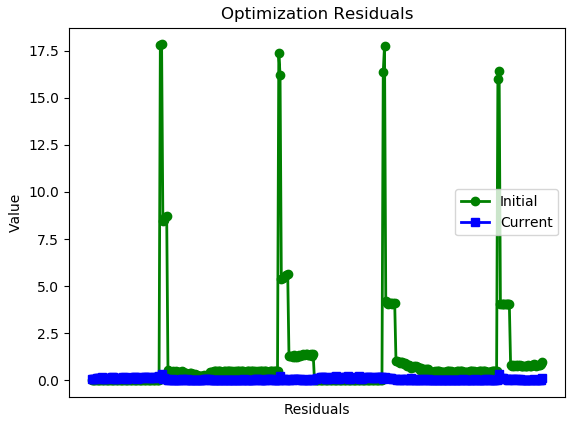 Optimization Residuals
17.5
15.0
12.5
10.0
7.5
5.0
2.5
0.0
Value
Initial
Current
Residuals